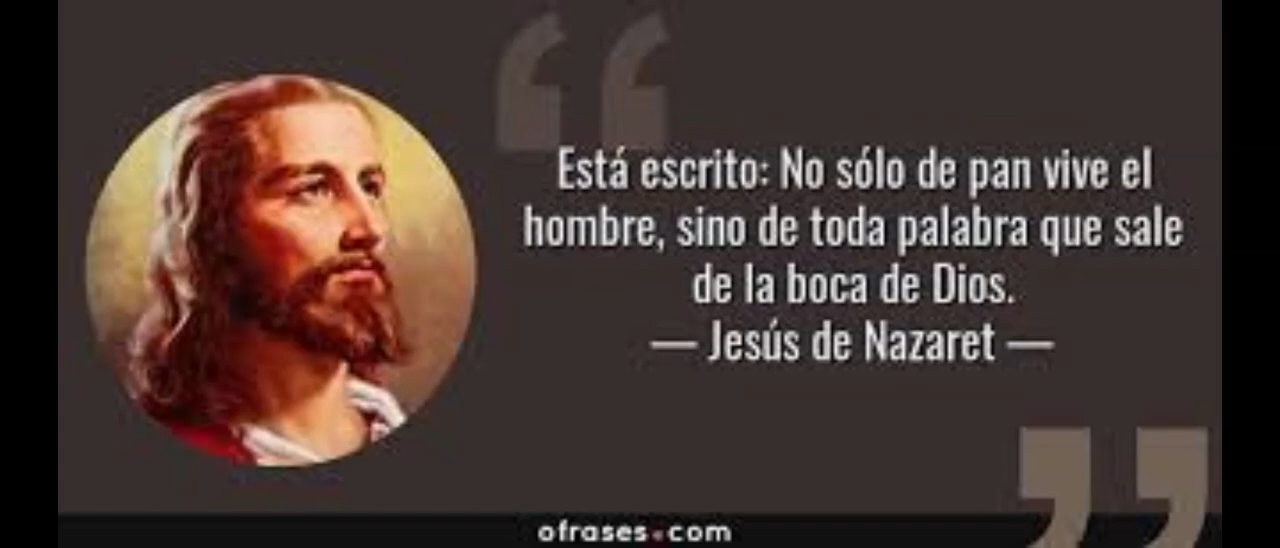 Está escrito: No sólo de pan vive el
hombre, sino de toda palabra que sale
de la boca de Dios.
— Jesús de Nazaret —
ofrases.com